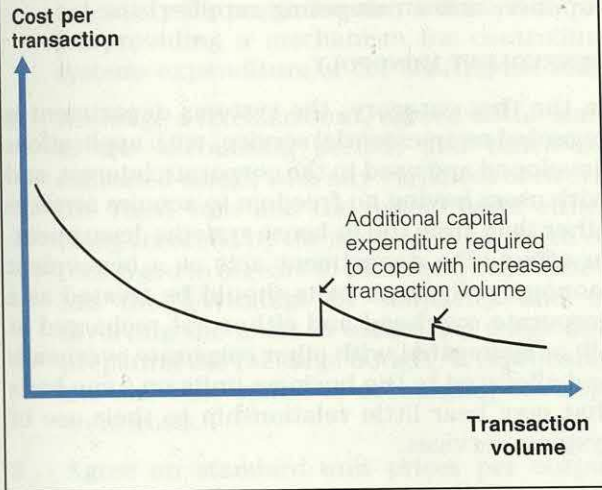 Cost per
transaction
Additional capital
expenditure required
to cope with increased
transaction volume
Transaction
volume